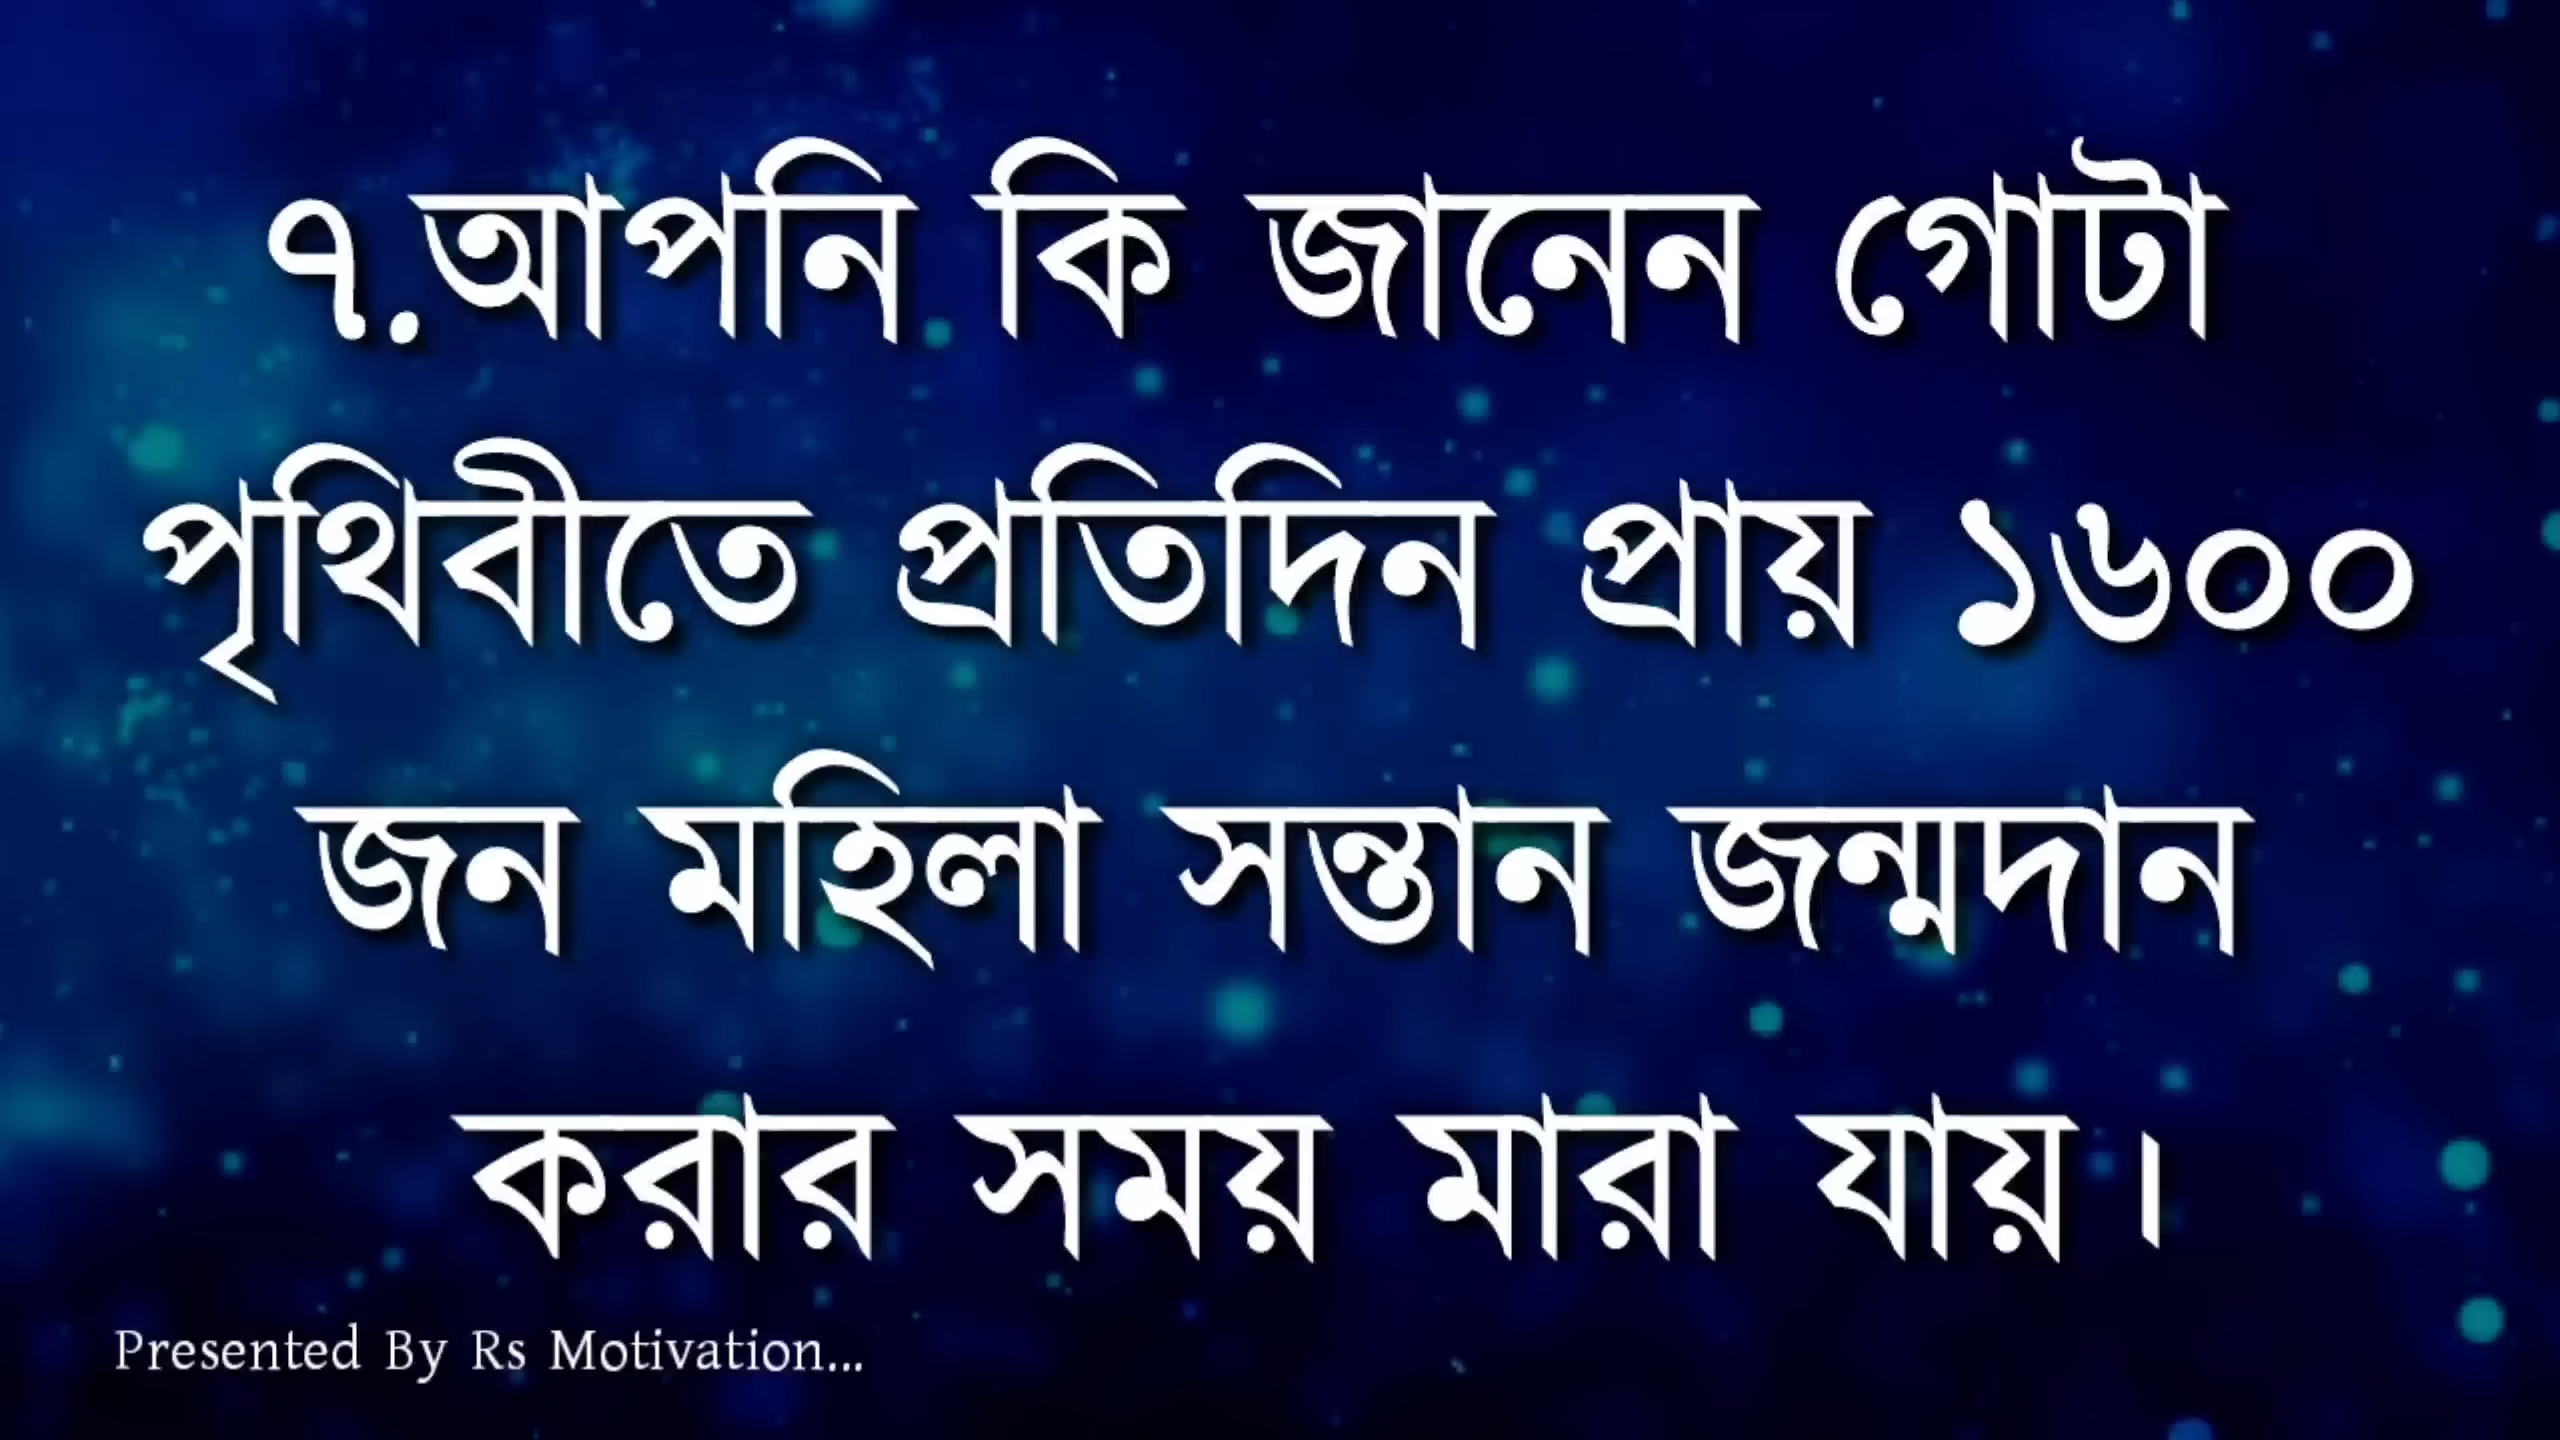 ৭.আপনি কি জানেন গোটা
পৃথিবীতে প্রতিদিন প্রায় ১৬০০
জন মহিলা সন্তান জন্মদান
করার সময় মারা যায়।
Presented By Rs Motivation...